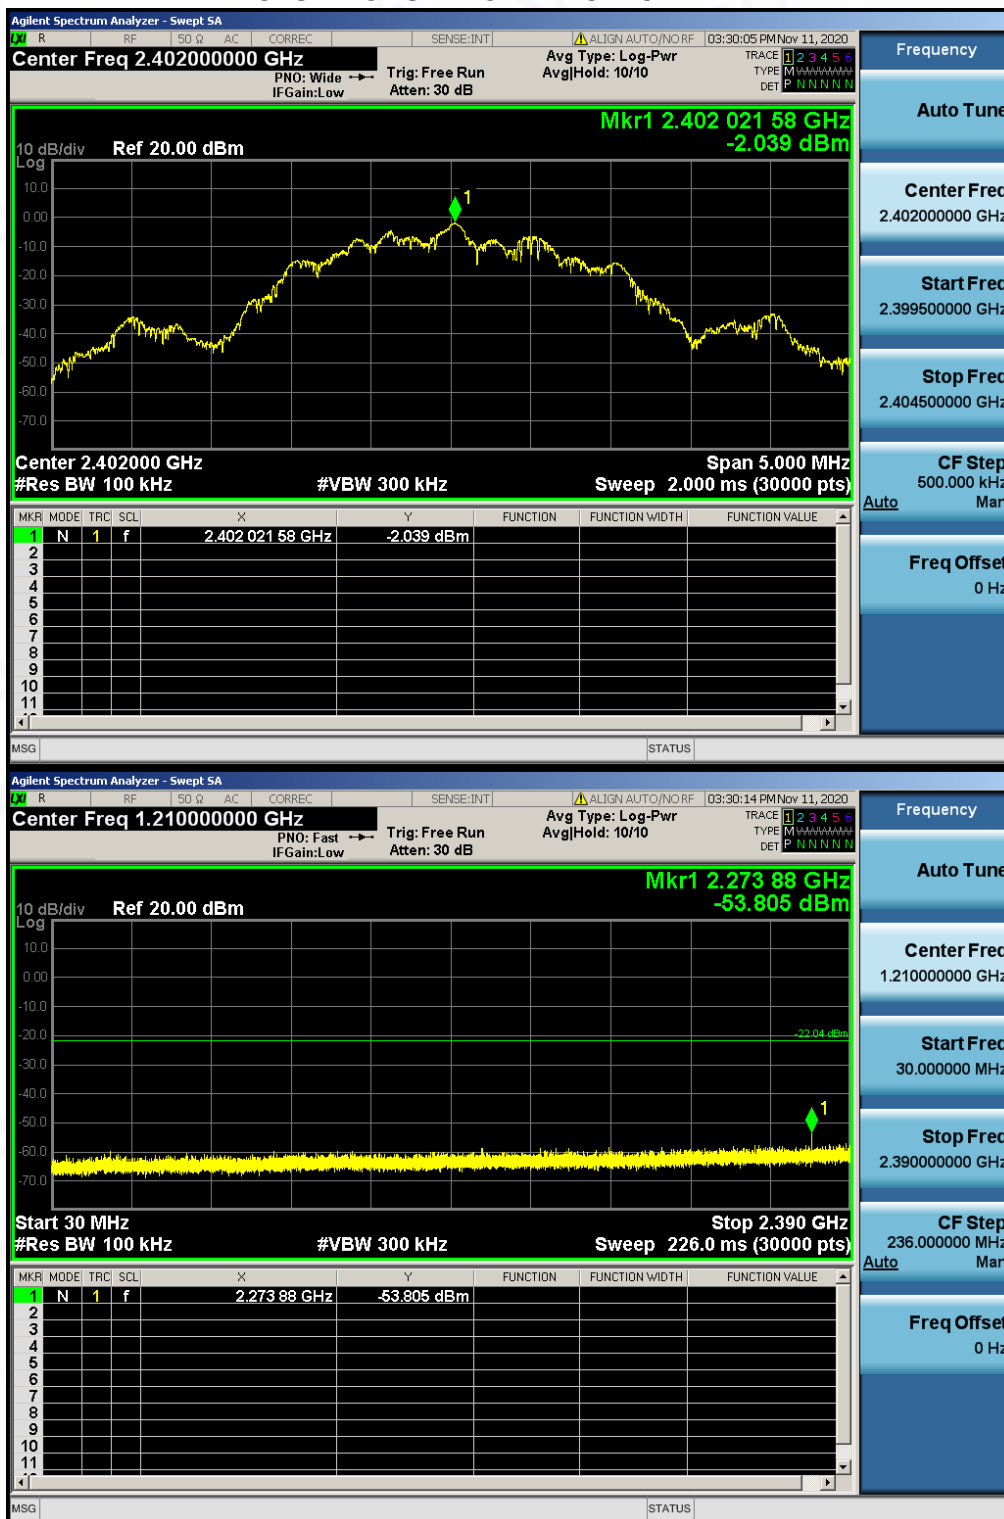 Agilent Spectrum Analyzer - Swept SA
LXI R RF 50 Ω AC CORREC SENSE:INT ALIGN AUTO/NO RF 03:30:05 PM Nov 11, 2020
Center Freq 2.402000000 GHz
Avg Type: Log-Pwr
TRACE 1 2 3 4 5 6
PNO: Wide Trig: Free Run Avg|Hold: 10/10
TYPE M WWWWW
IFGain:Low Atten: 30 dB
DET P N N N N N
Mkr1 2.402 021 58 GHz
-2.039 dBm
10 dB/div Ref 20.00 dBm
Log
10.0
1
0.00
-10.0
-20.0
-30.0
-40.0
-50.0
-60.0
-70.0
Center 2.402000 GHz Span 5.000 MHz
#Res BW 100 kHz #VBW 300 kHz Sweep 2.000 ms (30000 pts)
MKR MODE TRC SCL X Y FUNCTION FUNCTION WIDTH FUNCTION VALUE
1 N 1 f 2.402 021 58 GHz -2.039 dBm
2
3
4
5
6
7
8
9
10
11
MSG STATUS
Frequency
Auto Tune
Center Freq
2.402000000 GHz
Start Freq
2.399500000 GHz
Stop Freq
2.404500000 GHz
CF Step
500.000 kHz
Auto Man
Freq Offset
0 Hz
Agilent Spectrum Analyzer - Swept SA
LXI R RF 50 Ω AC CORREC SENSE:INT ALIGN AUTO/NO RF 03:30:14 PM Nov 11, 2020
Center Freq 1.210000000 GHz
Avg Type: Log-Pwr
TRACE 1 2 3 4 5 6
PNO: Fast Trig: Free Run Avg|Hold: 10/10
TYPE M WWWWW
IFGain:Low Atten: 30 dB
DET P N N N N N
Mkr1 2.273 88 GHz
-53.805 dBm
10 dB/div Ref 20.00 dBm
Log
10.0
0.00
-10.0
-20.0
-22.04 dBm
-30.0
-40.0
1
-50.0
-60.0
-70.0
Start 30 MHz Stop 2.390 GHz
#Res BW 100 kHz #VBW 300 kHz Sweep 226.0 ms (30000 pts)
MKR MODE TRC SCL X Y FUNCTION FUNCTION WIDTH FUNCTION VALUE
1 N 1 f 2.273 88 GHz -53.805 dBm
2
3
4
5
6
7
8
9
10
11
MSG STATUS
Frequency
Auto Tune
Center Freq
1.210000000 GHz
Start Freq
30.000000 MHz
Stop Freq
2.390000000 GHz
CF Step
236.000000 MHz
Auto Man
Freq Offset
0 Hz